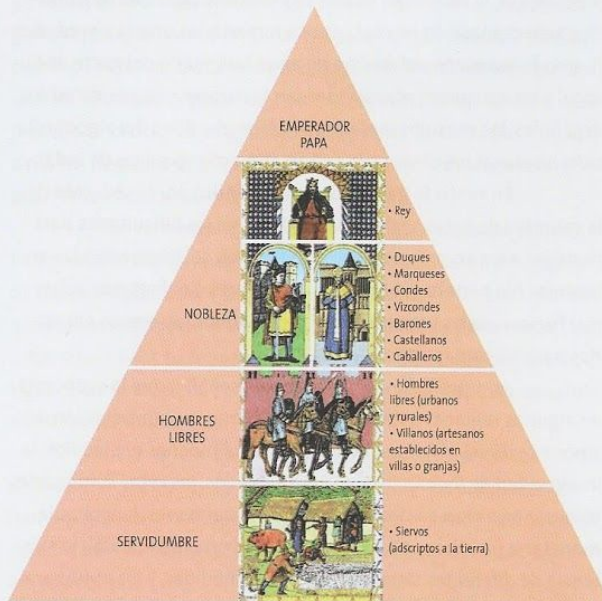 EMPERADOR
PAPA
• Rey
NOBLEZA
• Duques
• Marqueses
• Condes
• Vizcondes
• Barones
• Castellanos
• Caballeros
HOMBRES
LIBRES
• Hombres
libres (urbanos
y rurales)
• Villanos (artesanos
establecidos en
villas o granjas)
SERVIDUMBRE
• Siervos
(adscriptos a la tierra)